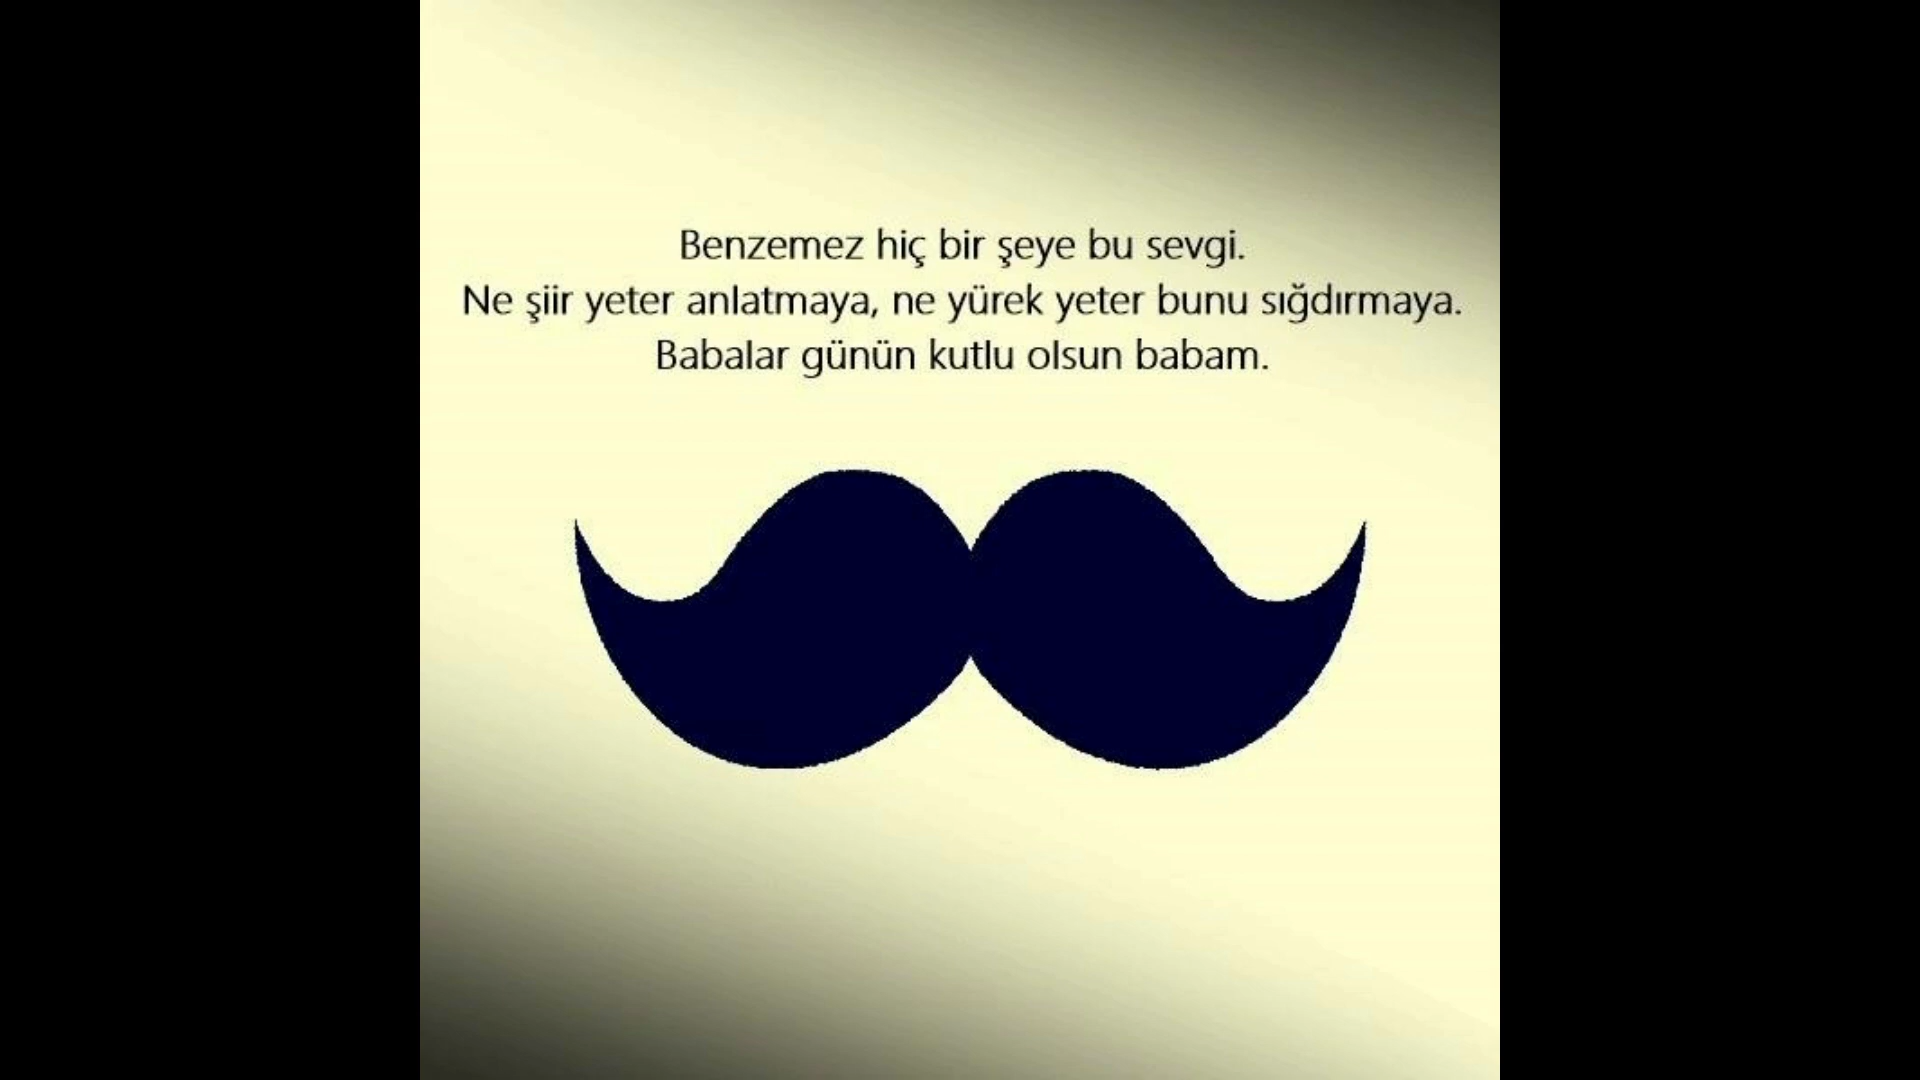 Benzemez hiç bir şeye bu sevgi.
Ne şiir yeter anlatmaya, ne yürek yeter bunu sığdırmaya.
Babalar günün kutlu olsun babam.